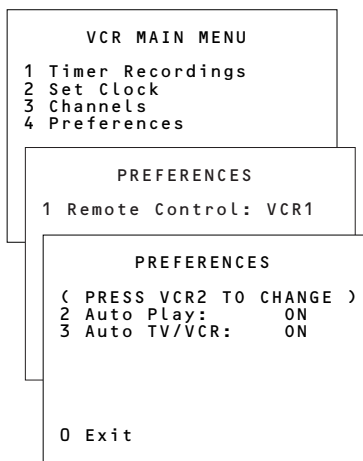 VCR MAIN MENU
1 Timer Recordings
2 Set Clock
3 Channels
4 Preferences
PREFERENCES
1 Remote Control: VCR1
PREFERENCES
( PRESS VCR2 TO CHANGE )
2 Auto Play: ON
3 Auto TV/VCR: ON
0 Exit